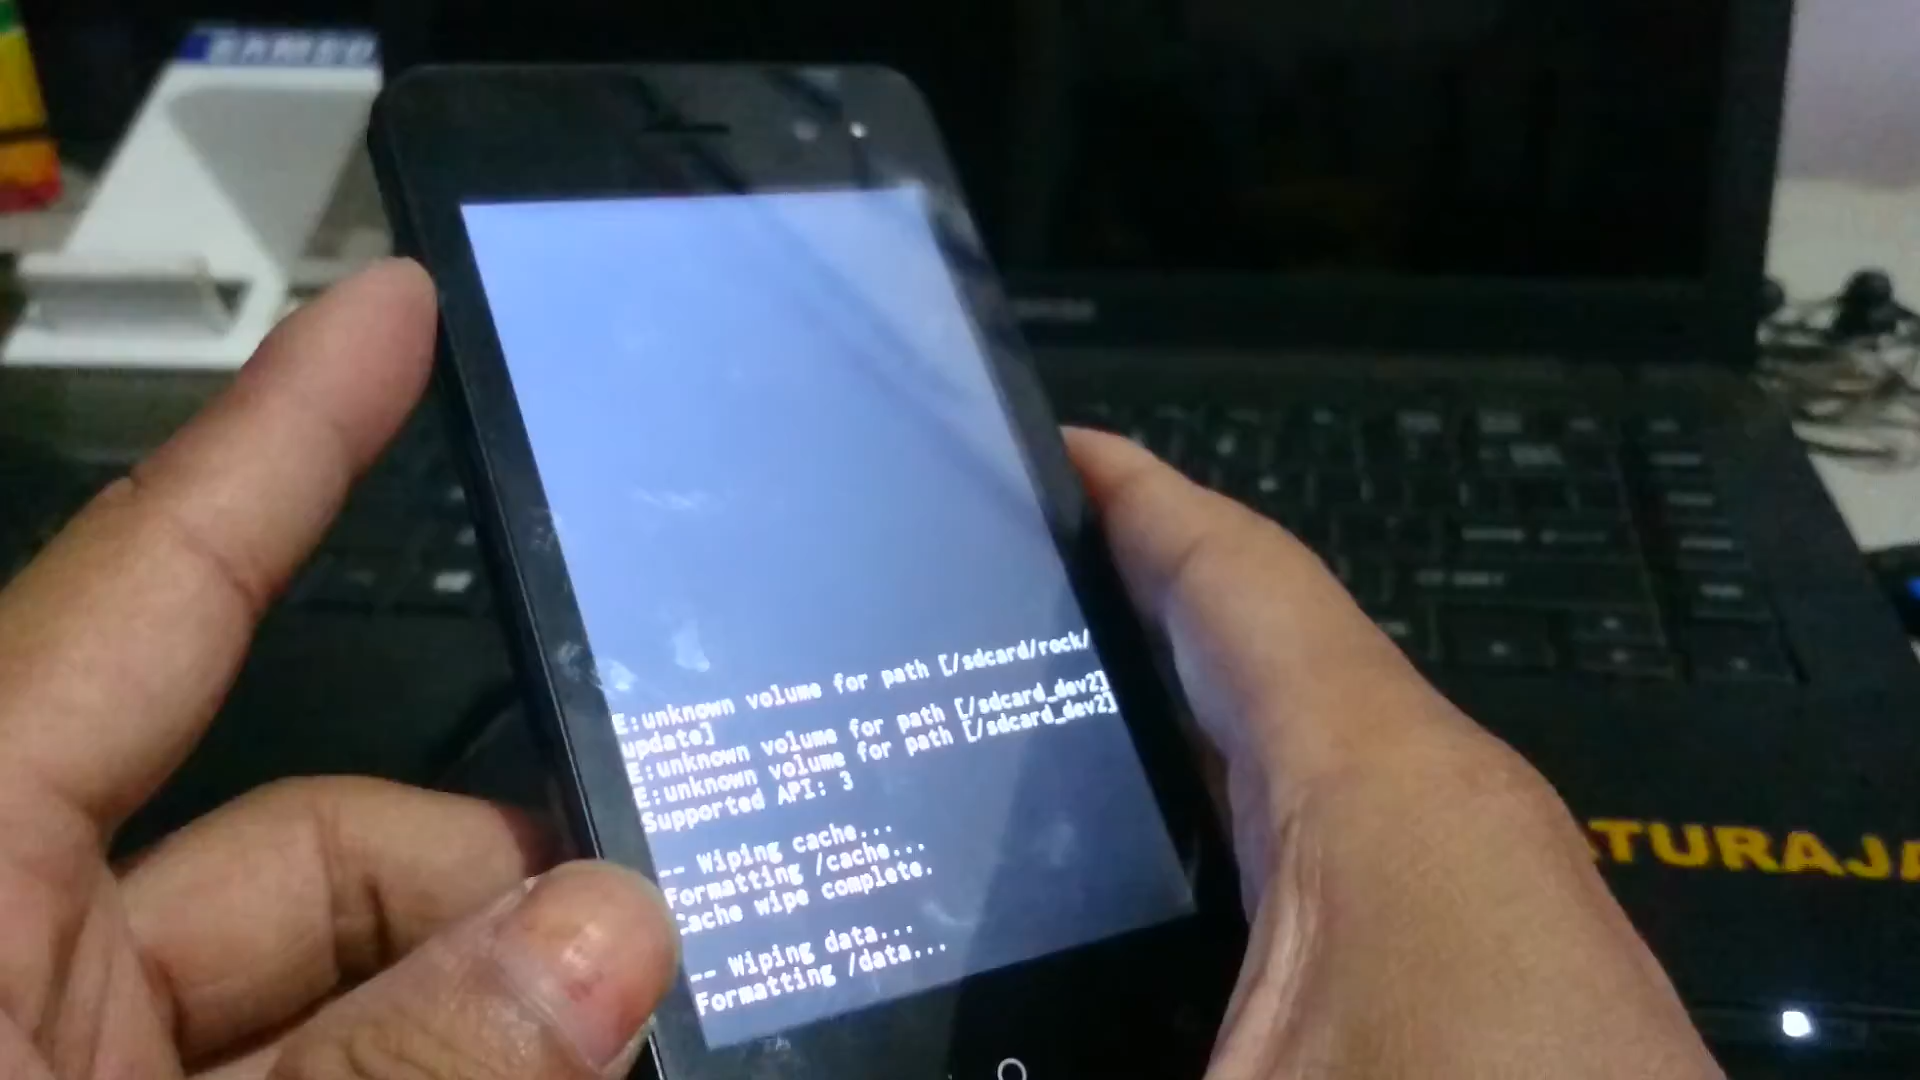 E:unknown volume for path [/sdcard/rock/
update]
E:unknown volume for path [/sdcard_dev2]
E:unknown volume for path [/sdcard_dev2]
Supported API: 3
-- Wiping cache...
Formatting /cache...
Cache wipe complete.
-- Wiping data...
Formatting /data...
TURAJA